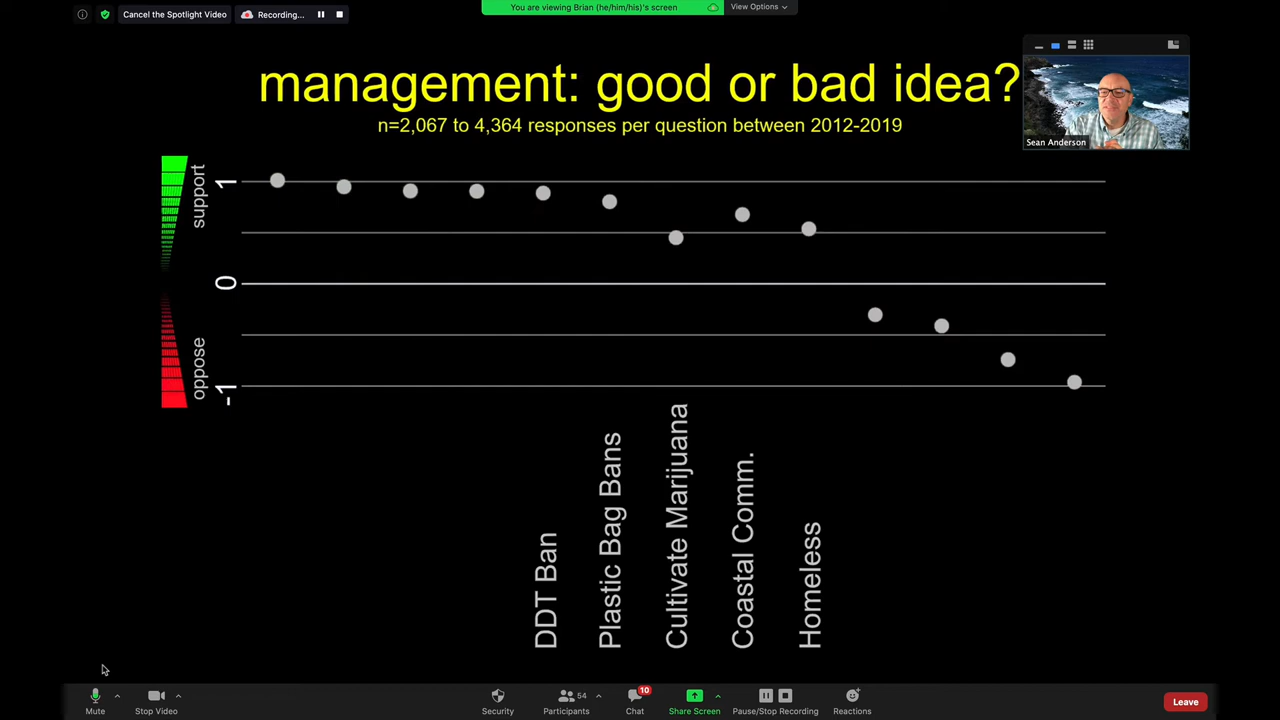 Cancel the Spotlight Video
Recording...
You are viewing Brian (he/him/his)'s screen
View Options
management: good or bad idea?
n=2,067 to 4,364 responses per question between 2012-2019
Sean Anderson
support
oppose
1
0
-1
DDT Ban
Plastic Bag Bans
Cultivate Marijuana
Coastal Comm.
Homeless
Mute
Stop Video
Security
Participants
54
Chat
10
Share Screen
Pause/Stop Recording
Reactions
Leave